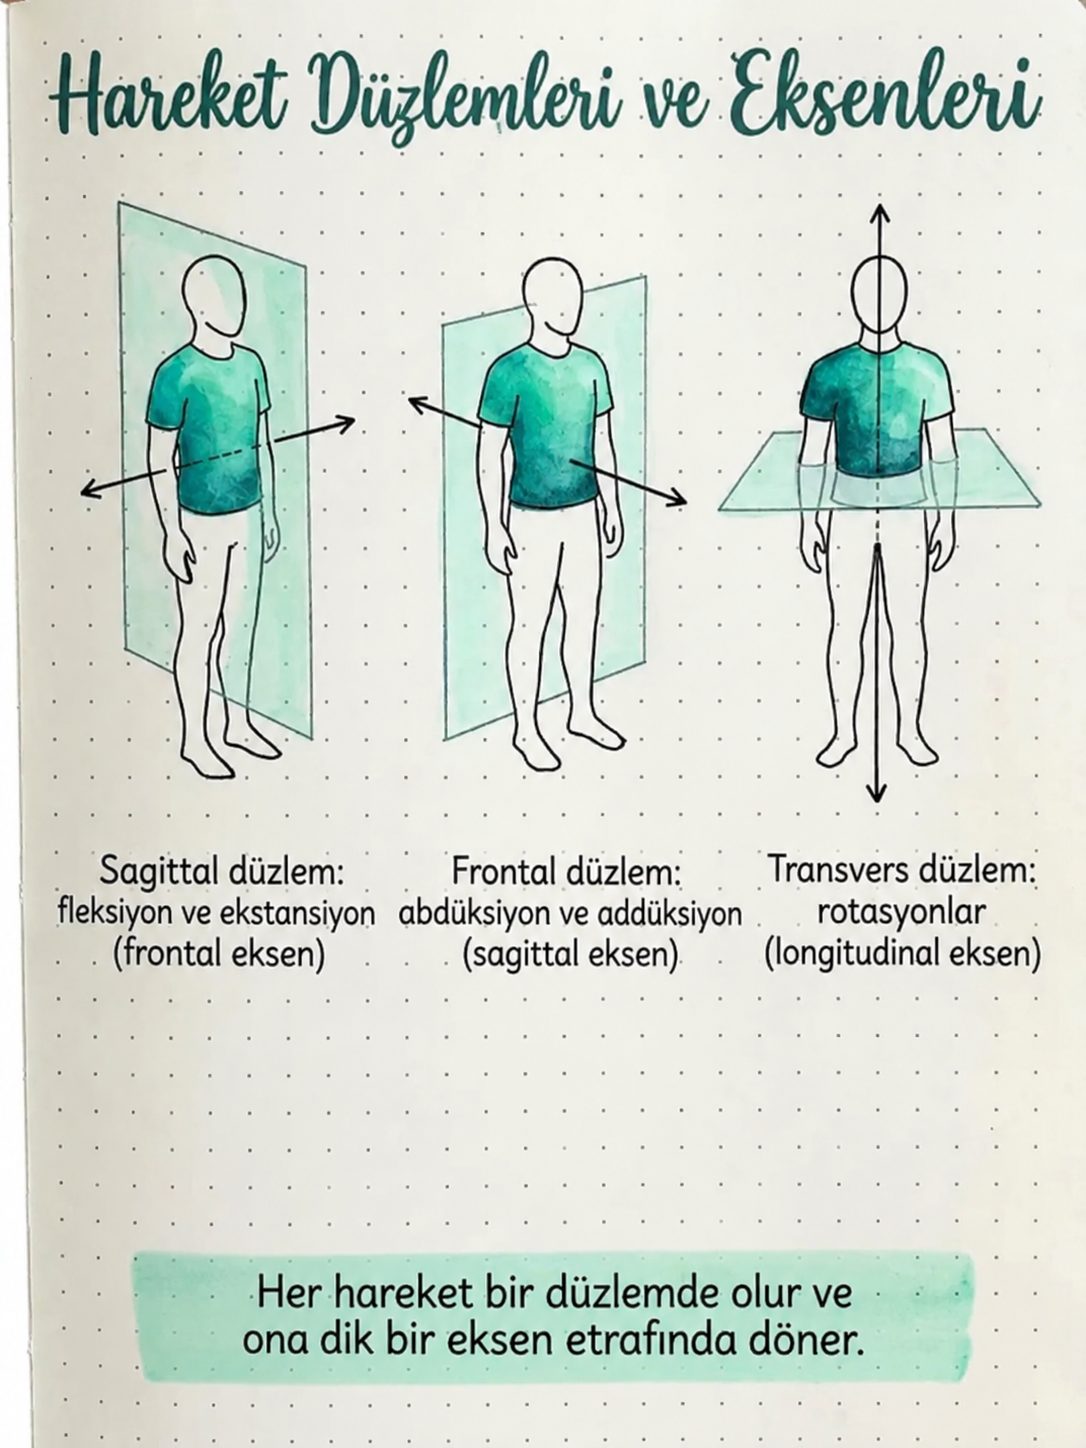 Hareket Düzlemleri ve Eksenleri
Sagittal düzlem:
fleksiyon ve ekstansiyon
(frontal eksen)
Frontal düzlem:
abdüksiyon ve addüksiyon
(sagittal eksen)
Transvers düzlem:
rotasyonlar
(longitudinal eksen)
Her hareket bir düzlemde olur ve
ona dik bir eksen etrafında döner.